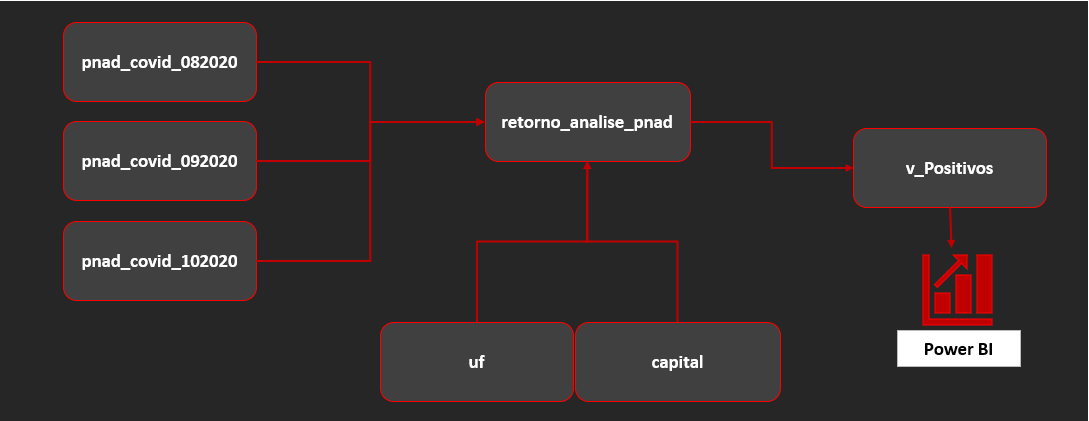 pnad_covid_082020
pnad_covid_092020
pnad_covid_102020
retorno_analise_pnad
uf
capital
v_Positivos
Power BI